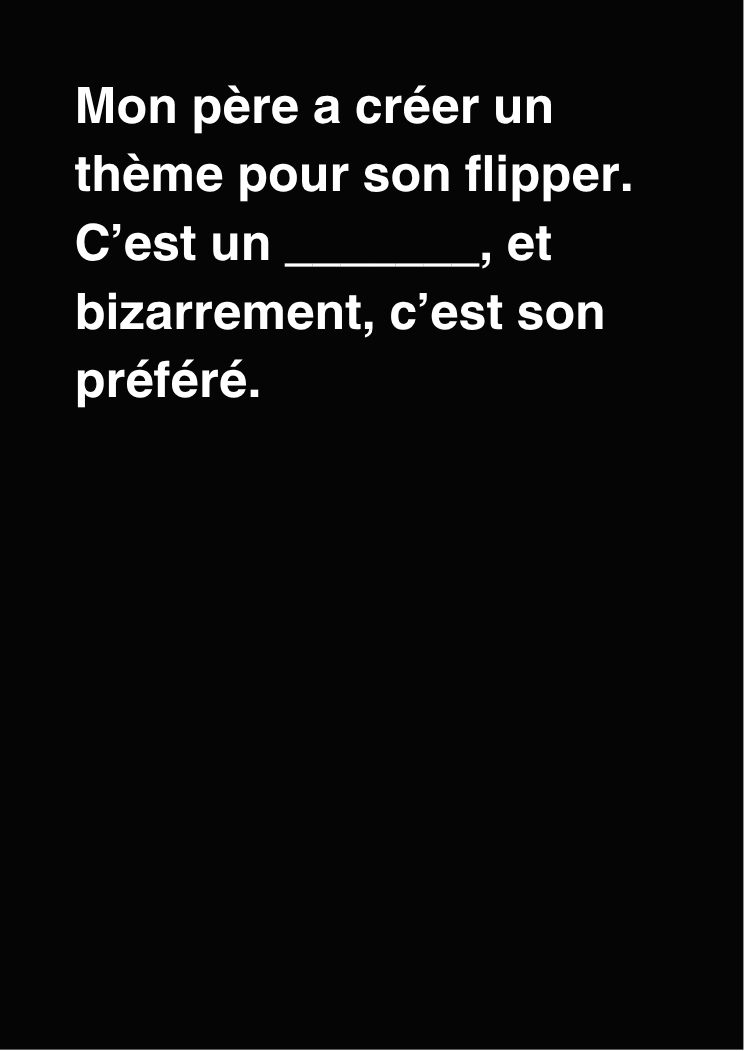 Mon père a créer un
thème pour son flipper.
C’est un _______, et
bizarrement, c’est son
préféré.